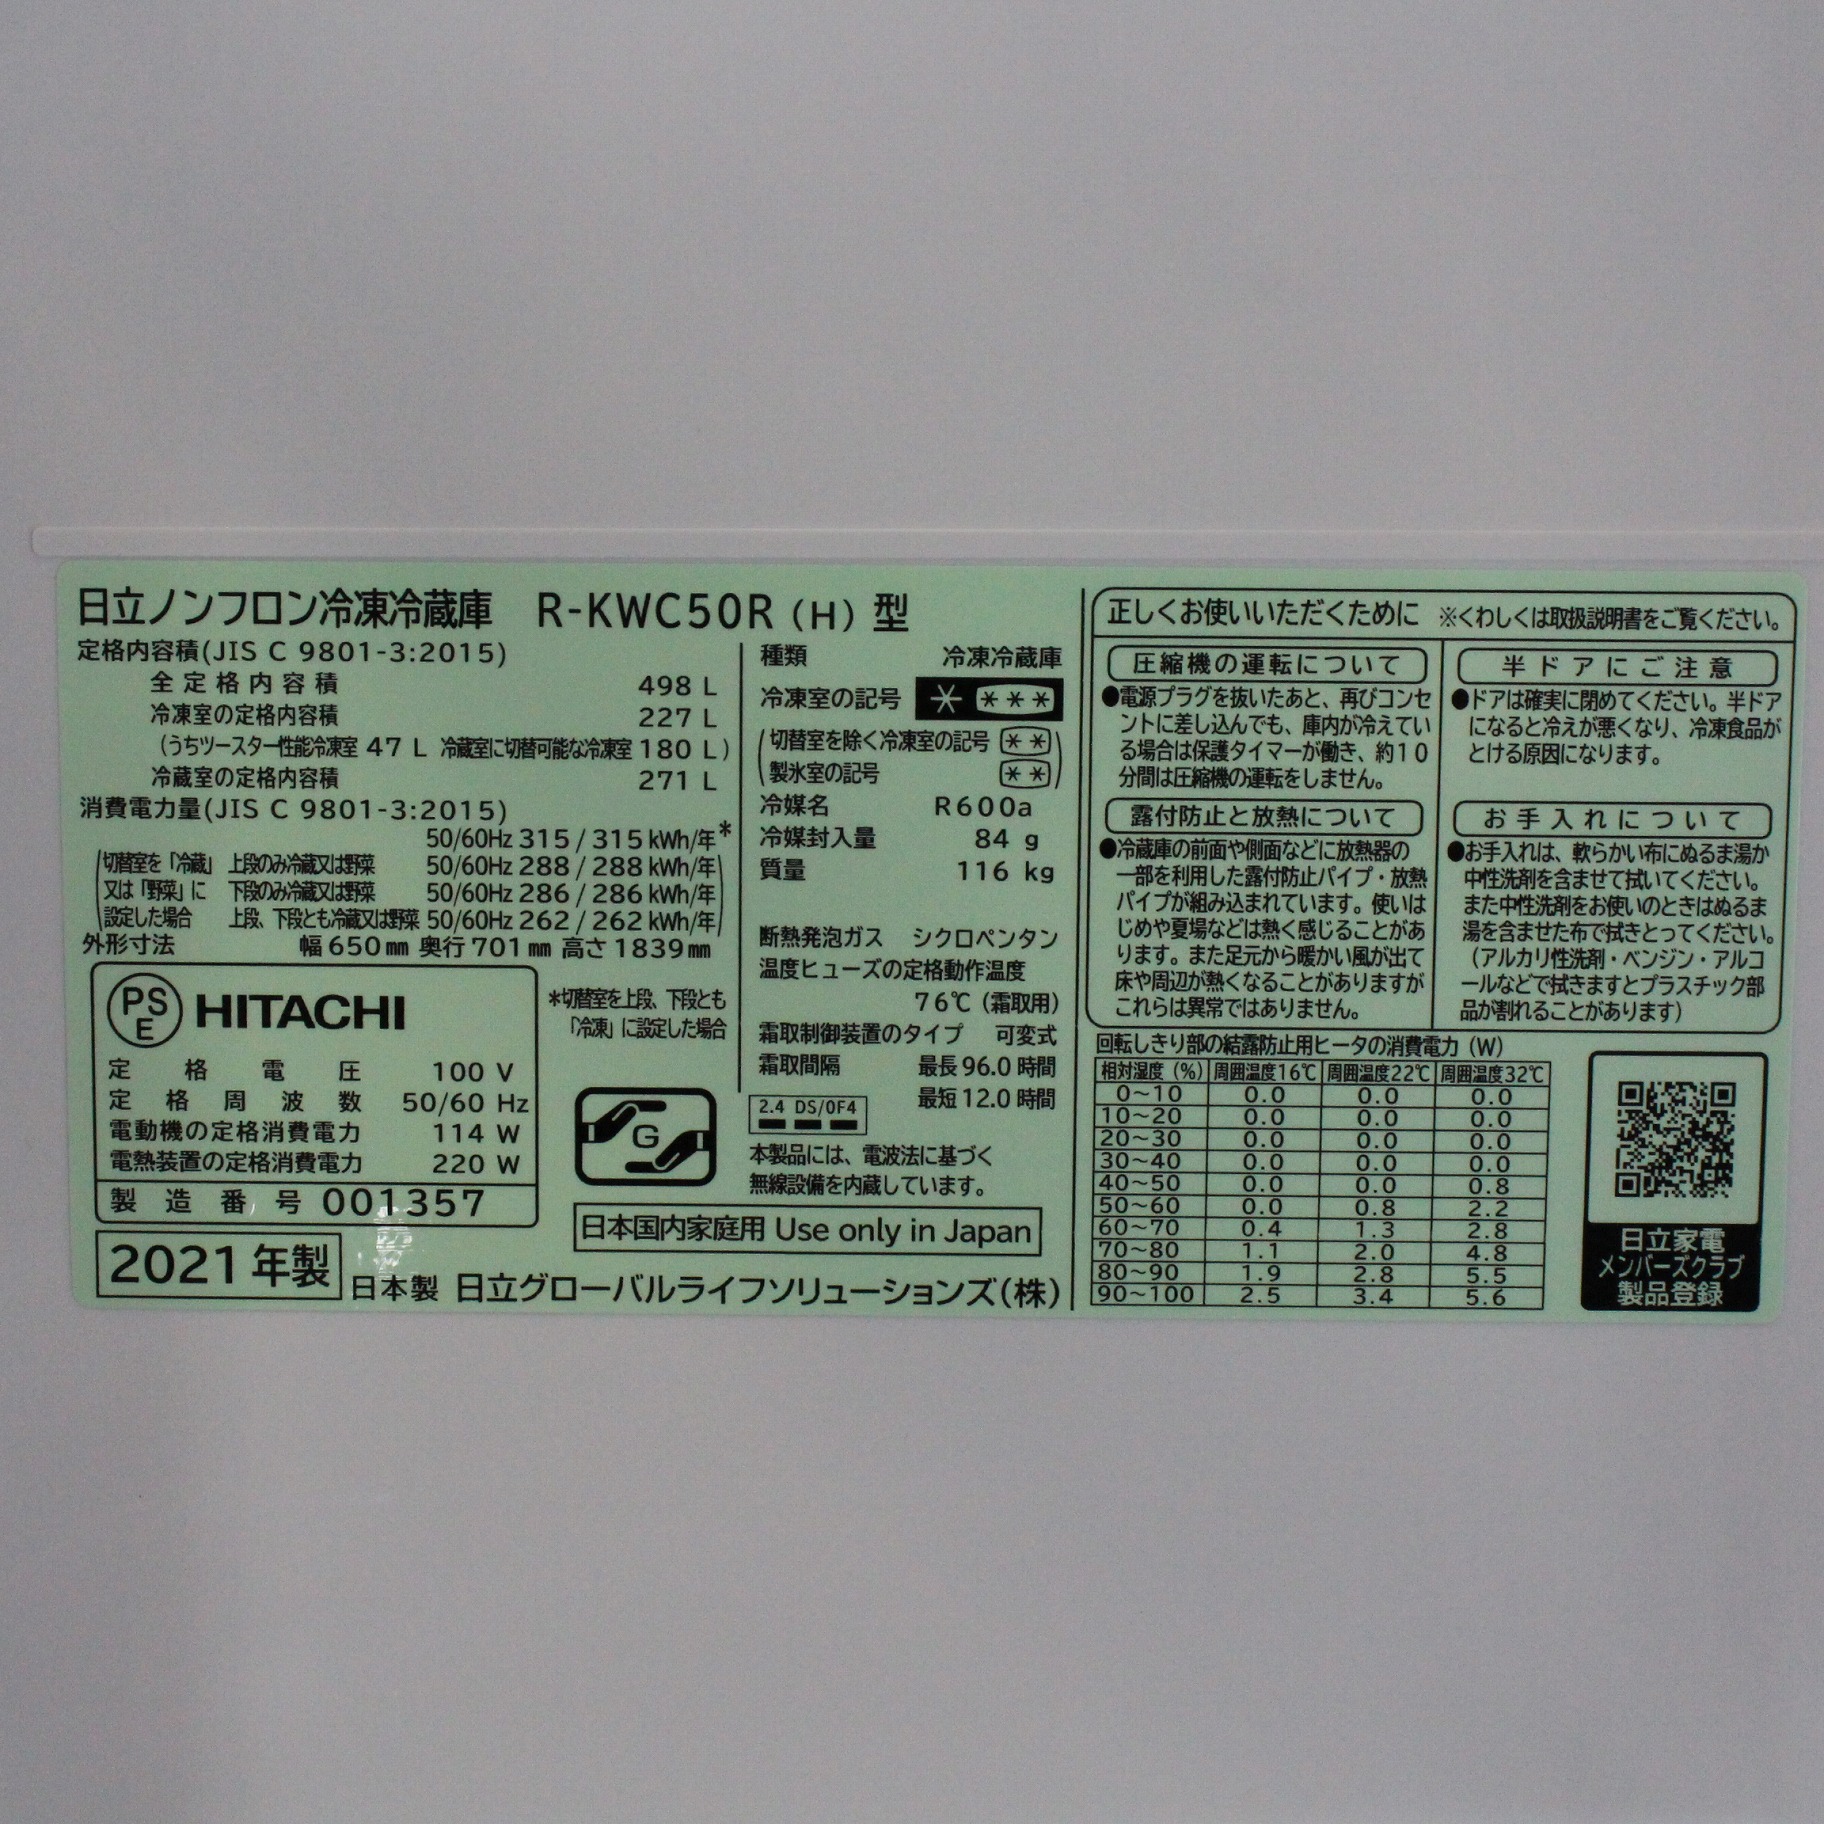 日立ノンフロン冷凍冷蔵庫 R-KWC50R (H) 型
定格内容積(JIS C 9801-3:2015)
全定格内容積 498 L
冷凍室の定格内容積 227 L
(うちツースター性能冷凍室 47 L 冷蔵室に切替可能な冷凍室 180 L)
冷蔵室の定格内容積 271 L
消費電力量(JIS C 9801-3:2015)
50/60Hz 315 / 315 kWh/年*
切替室を「冷蔵」 上段のみ冷蔵又は野菜 50/60Hz 288 / 288 kWh/年
又は「野菜」に 下段のみ冷蔵又は野菜 50/60Hz 286 / 286 kWh/年
設定した場合 上段、下段とも冷蔵又は野菜 50/60Hz 262 / 262 kWh/年
外形寸法 幅 650 mm 奥行 701 mm 高さ 1839 mm
*切替室を上段、下段とも
「冷凍」に設定した場合
PSE HITACHI
定格電圧 100 V
定格周波数 50/60 Hz
電動機の定格消費電力 114 W
電熱装置の定格消費電力 220 W
製造番号 001357
2021 年製
日本製 日立グローバルライフソリューションズ(株)
G
種類 冷凍冷蔵庫
冷凍室の記号 * ***
(切替室を除く冷凍室の記号 **
製氷室の記号 **)
冷媒名 R600a
冷媒封入量 84 g
質量 116 kg
断熱発泡ガス シクロペンタン
温度ヒューズの定格動作温度
76℃ (霜取用)
霜取制御装置のタイプ 可変式
霜取間隔 最長 96.0 時間
最短 12.0 時間
2.4 DS/OF4
本製品には、電波法に基づく
無線設備を内蔵しています。
日本国内家庭用 Use only in Japan
正しくお使いいただくために ※くわしくは取扱説明書をご覧ください。
圧縮機の運転について
●電源プラグを抜いたあと、再びコンセ
ントに差し込んでも、庫内が冷えてい
る場合は保護タイマーが働き、約10
分間は圧縮機の運転をしません。
露付防止と放熱について
●冷蔵庫の前面や側面などに放熱器の
一部を利用した露付防止パイプ・放熱
パイプが組み込まれています。使いは
じめや夏場などは熱く感じることがあ
ります。また足元から暖かい風が出て
床や周辺が熱くなることがありますが
これらは異常ではありません。
半ドアにご注意
●ドアは確実に閉めてください。半ドア
になると冷えが悪くなり、冷凍食品が
とける原因になります。
お手入れについて
●お手入れは、軟らかい布にぬるま湯か
中性洗剤を含ませて拭いてください。
また中性洗剤をお使いのときはぬるま
湯を含ませた布で拭きとってください。
(アルカリ性洗剤・ベンジン・アルコ
ールなどで拭きますとプラスチック部
品が割れることがあります)
回転しきり部の結露防止用ヒータの消費電力 (W)
相対湿度 (%) 周囲温度16℃ 周囲温度22℃ 周囲温度32℃
0~10 0.0 0.0 0.0
10~20 0.0 0.0 0.0
20~30 0.0 0.0 0.0
30~40 0.0 0.0 0.0
40~50 0.0 0.0 0.8
50~60 0.0 0.8 2.2
60~70 0.4 1.3 2.8
70~80 1.1 2.0 4.8
80~90 1.9 2.8 5.5
90~100 2.5 3.4 5.6
日立家電
メンバーズクラブ
製品登録